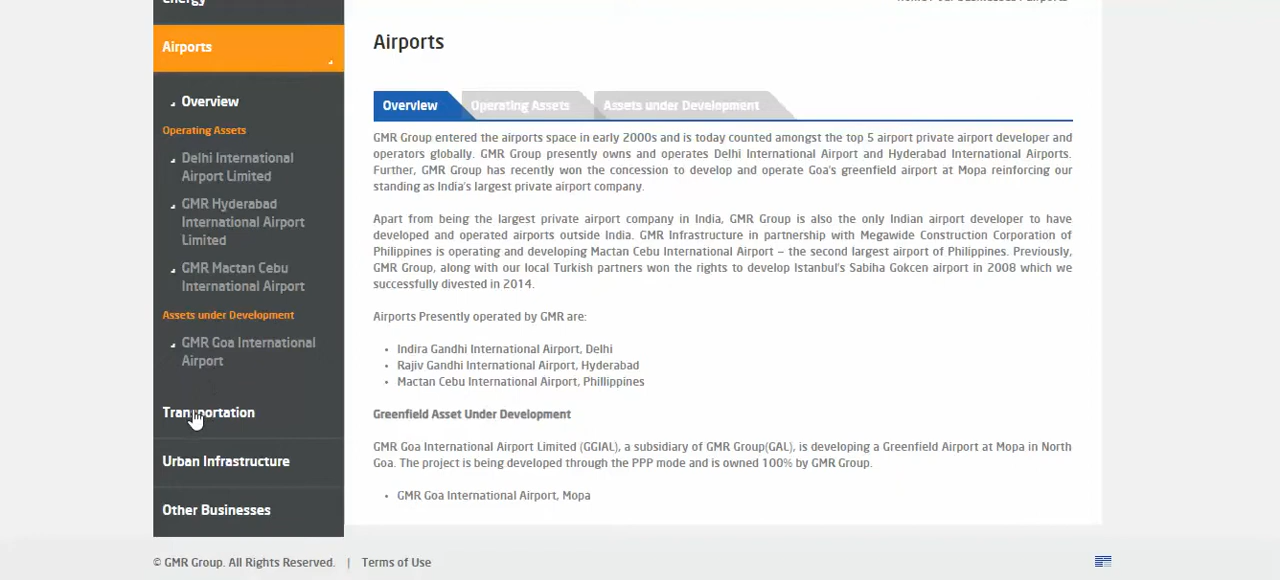 Energy
Airports
Overview
Operating Assets
Delhi International
Airport Limited
GMR Hyderabad
International Airport
Limited
GMR Mactan Cebu
International Airport
Assets under Development
GMR Goa International
Airport
Transportation
Urban Infrastructure
Other Businesses
Airports
Overview Operating Assets Assets under Development
GMR Group entered the airports space in early 2000s and is today counted amongst the top 5 airport private airport developer and
operators globally. GMR Group presently owns and operates Delhi International Airport and Hyderabad International Airports.
Further, GMR Group has recently won the concession to develop and operate Goa's greenfield airport at Mopa reinforcing our
standing as India's largest private airport company.
Apart from being the largest private airport company in India, GMR Group is also the only Indian airport developer to have
developed and operated airports outside India. GMR Infrastructure in partnership with Megawide Construction Corporation of
Philippines is operating and developing Mactan Cebu International Airport – the second largest airport of Philippines. Previously,
GMR Group, along with our local Turkish partners won the rights to develop Istanbul's Sabiha Gokcen airport in 2008 which we
successfully divested in 2014.
Airports Presently operated by GMR are:
• Indira Gandhi International Airport, Delhi
• Rajiv Gandhi International Airport, Hyderabad
• Mactan Cebu International Airport, Phillippines
Greenfield Asset Under Development
GMR Goa International Airport Limited (GGIAL), a subsidiary of GMR Group(GAL), is developing a Greenfield Airport at Mopa in North
Goa. The project is being developed through the PPP mode and is owned 100% by GMR Group.
• GMR Goa International Airport, Mopa
© GMR Group. All Rights Reserved. | Terms of Use